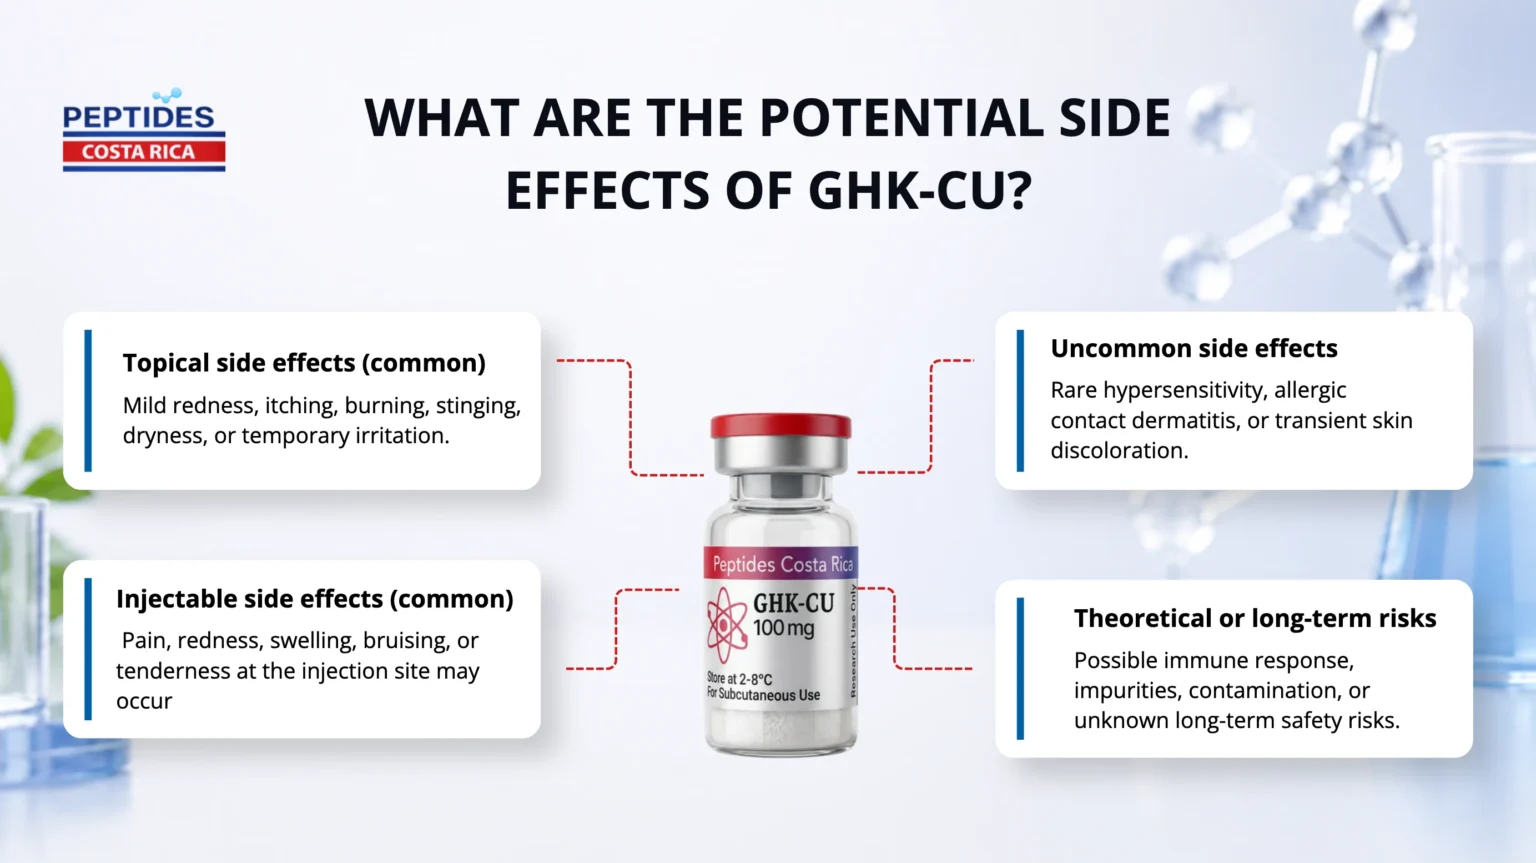 PEPTIDES
COSTA RICA
WHAT ARE THE POTENTIAL SIDE
EFFECTS OF GHK-CU?
Topical side effects (common)
Mild redness, itching, burning, stinging,
dryness, or temporary irritation.
Injectable side effects (common)
Pain, redness, swelling, bruising, or
tenderness at the injection site may
occur
Peptides Costa Rica
GHK-CU
100 mg
Store at 2-8°C
For Subcutaneous Use
Research Use Only
Uncommon side effects
Rare hypersensitivity, allergic
contact dermatitis, or transient skin
discoloration.
Theoretical or long-term risks
Possible immune response,
impurities, contamination, or
unknown long-term safety risks.